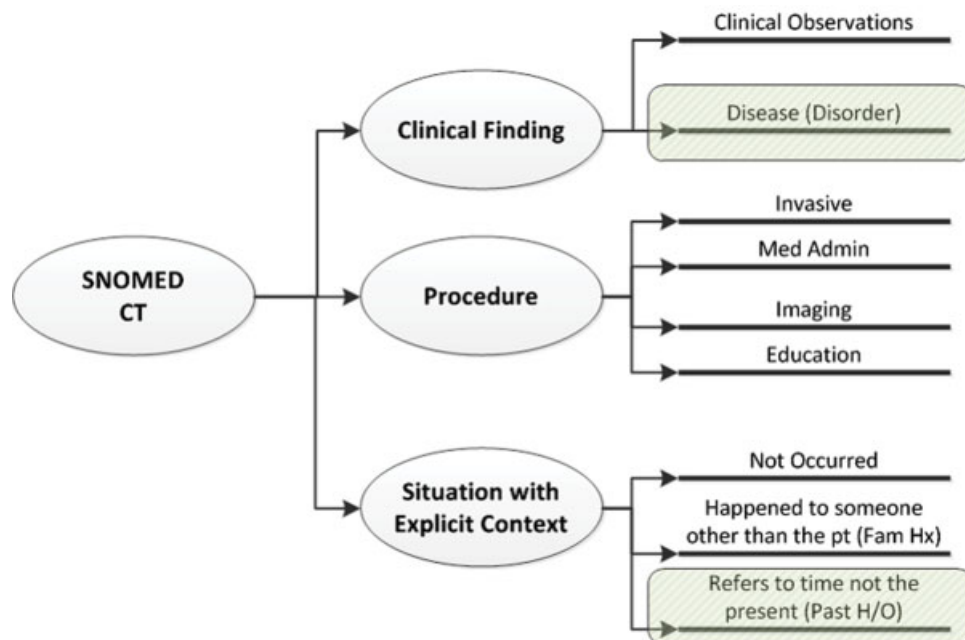 Clinical Observations
Clinical Finding
Disease (Disorder)
Invasive
Med Admin
SNOMED
CT
Procedure
Imaging
Education
Not Occurred
Situation with
Explicit Context
Happened to someone
other than the pt (Fam Hx)
Refers to time not the
present (Past H/O)